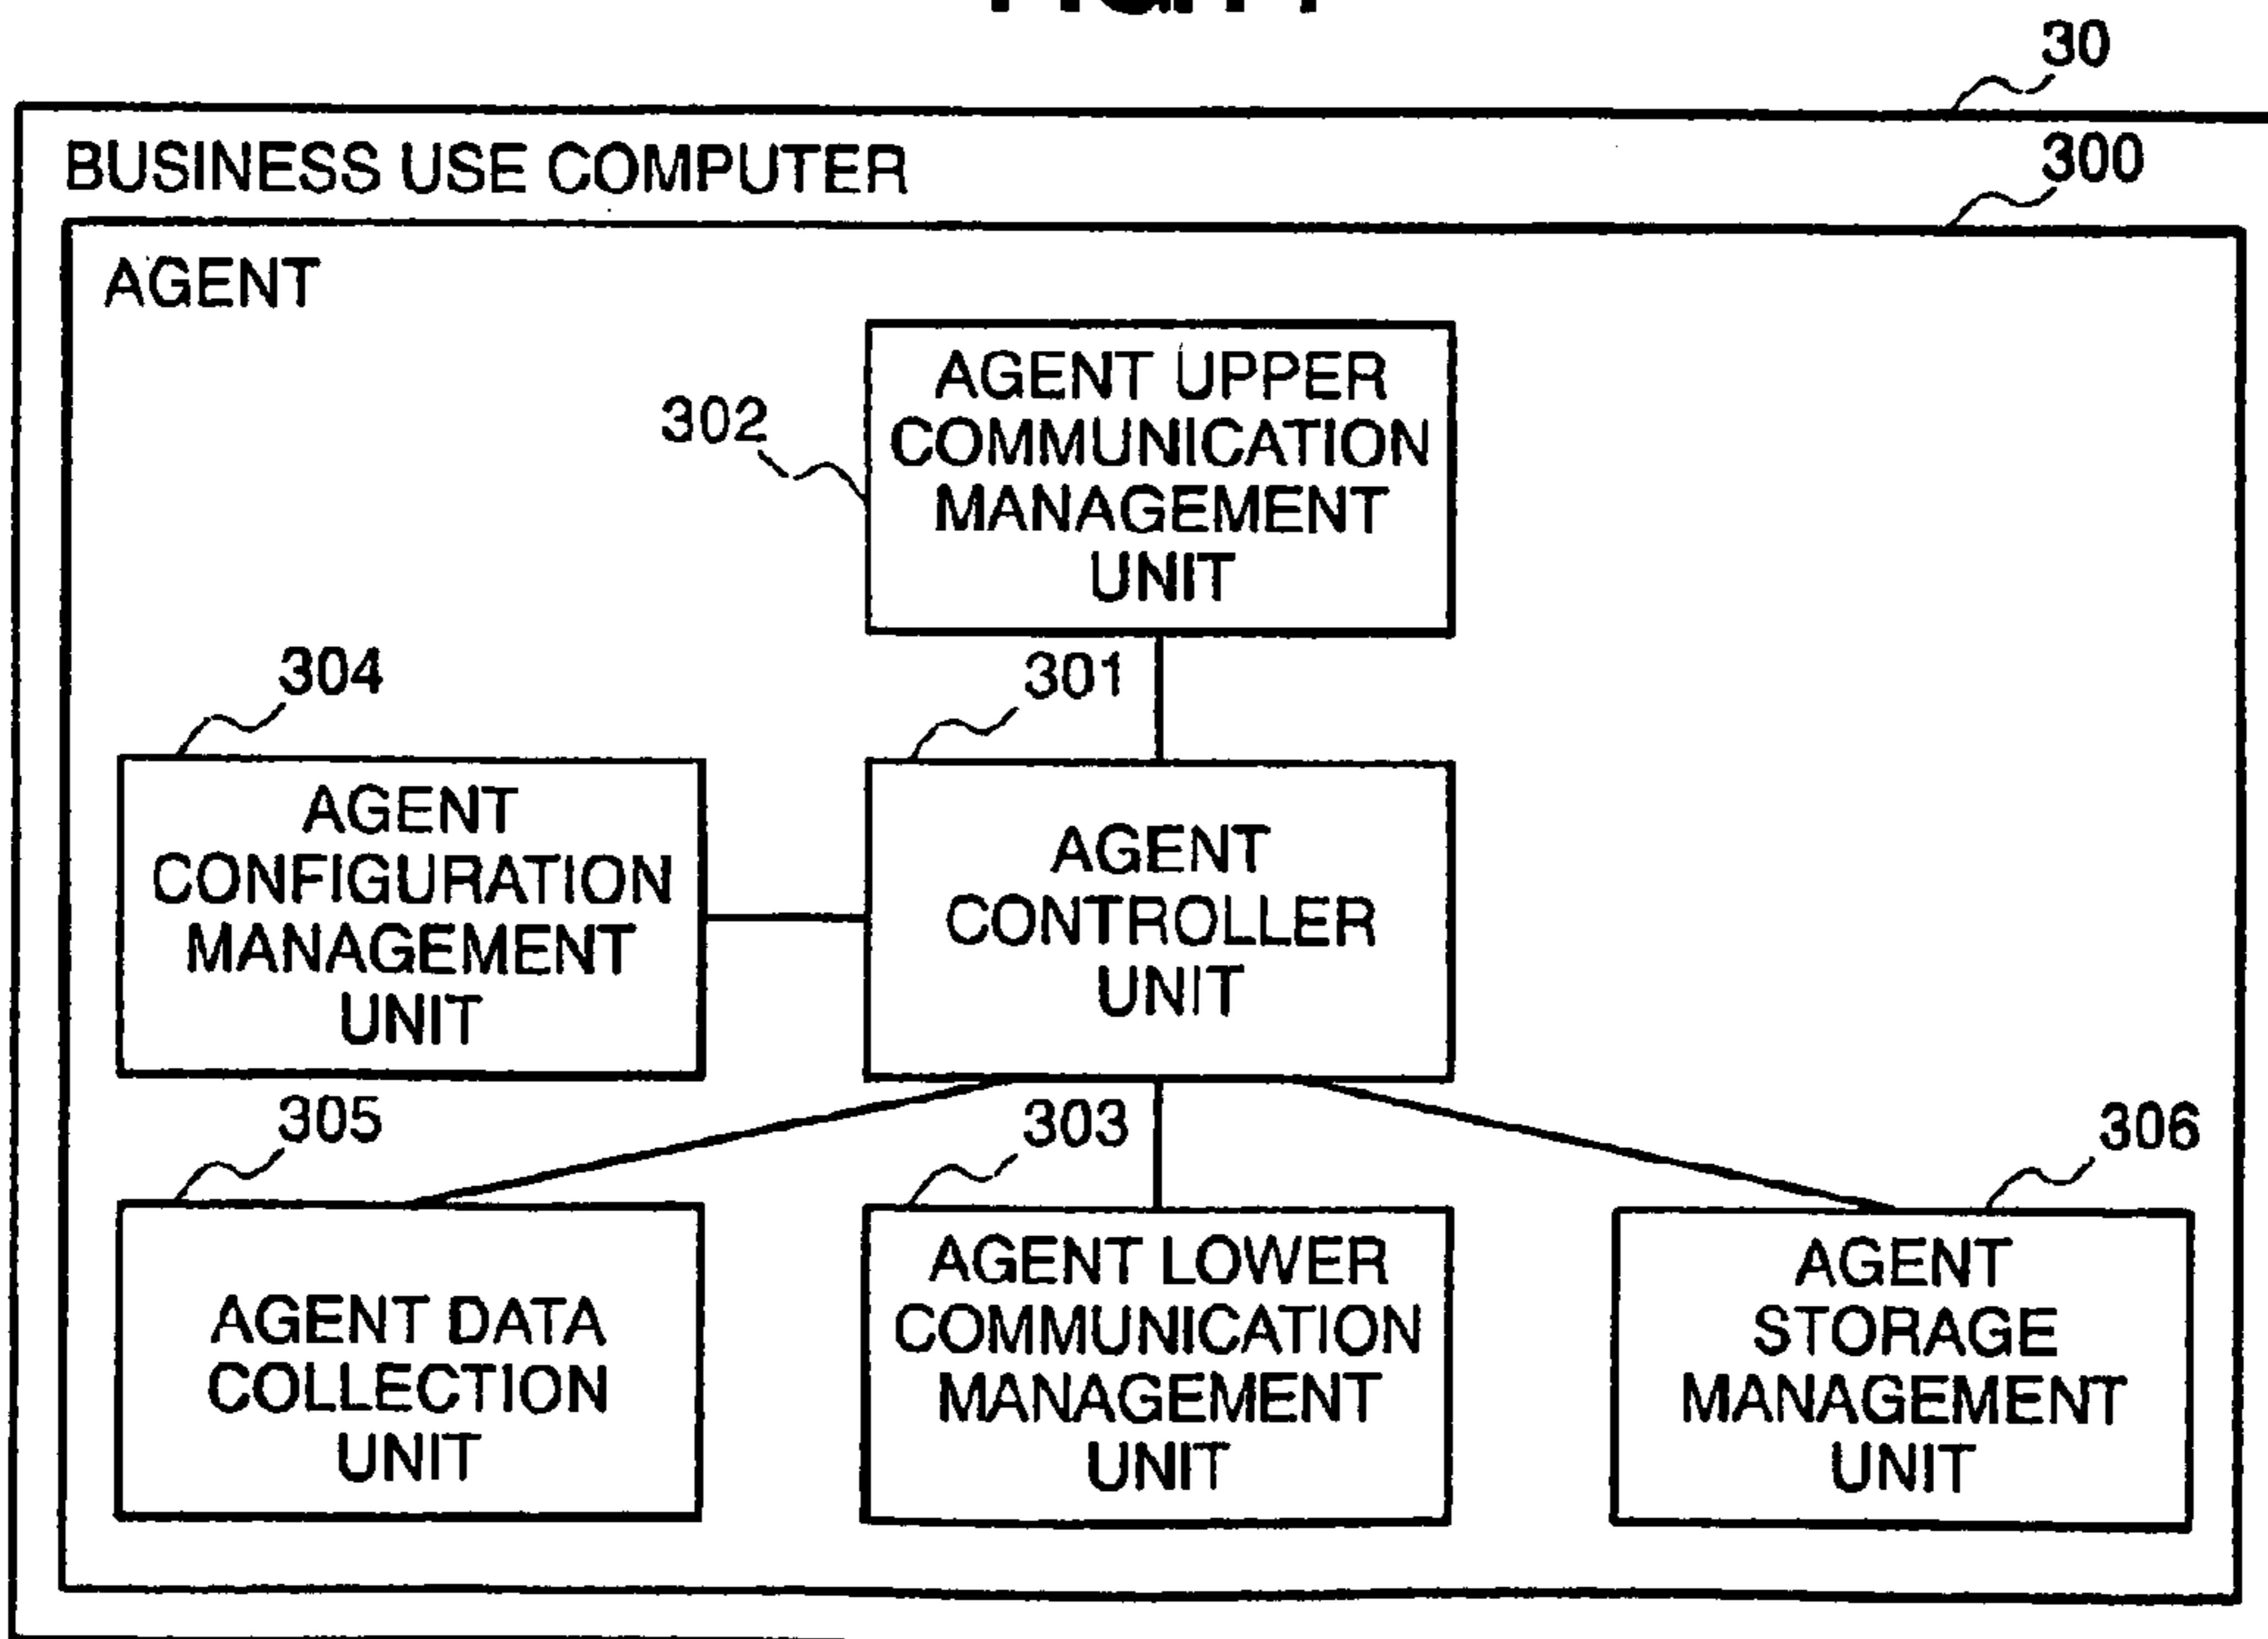 30
BUSINESS USE COMPUTER
300
AGENT
AGENT UPPER
COMMUNICATION
MANAGEMENT
UNIT
302
304
301
AGENT
CONFIGURATION
MANAGEMENT
UNIT
AGENT
CONTROLLER
UNIT
305
303
306
AGENT DATA
COLLECTION
UNIT
AGENT LOWER
COMMUNICATION
MANAGEMENT
UNIT
AGENT
STORAGE
MANAGEMENT
UNIT